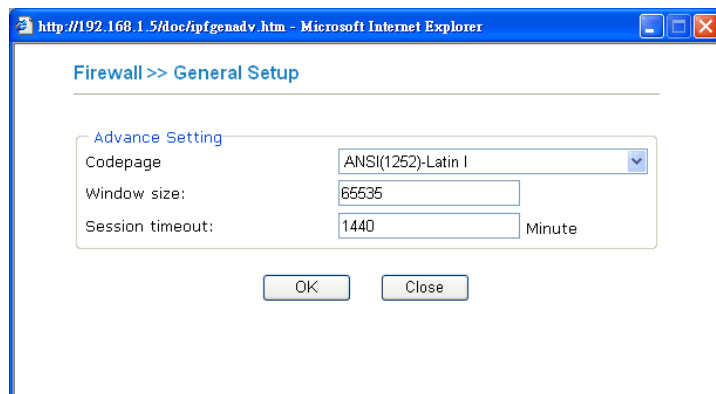 http://192.168.1.5/doc/ipfgenadv.htm - Microsoft Internet Explorer
Firewall >> General Setup
Advance Setting
Codepage ANSI(1252)-Latin I
Window size: 65535
Session timeout: 1440 Minute
OK Close